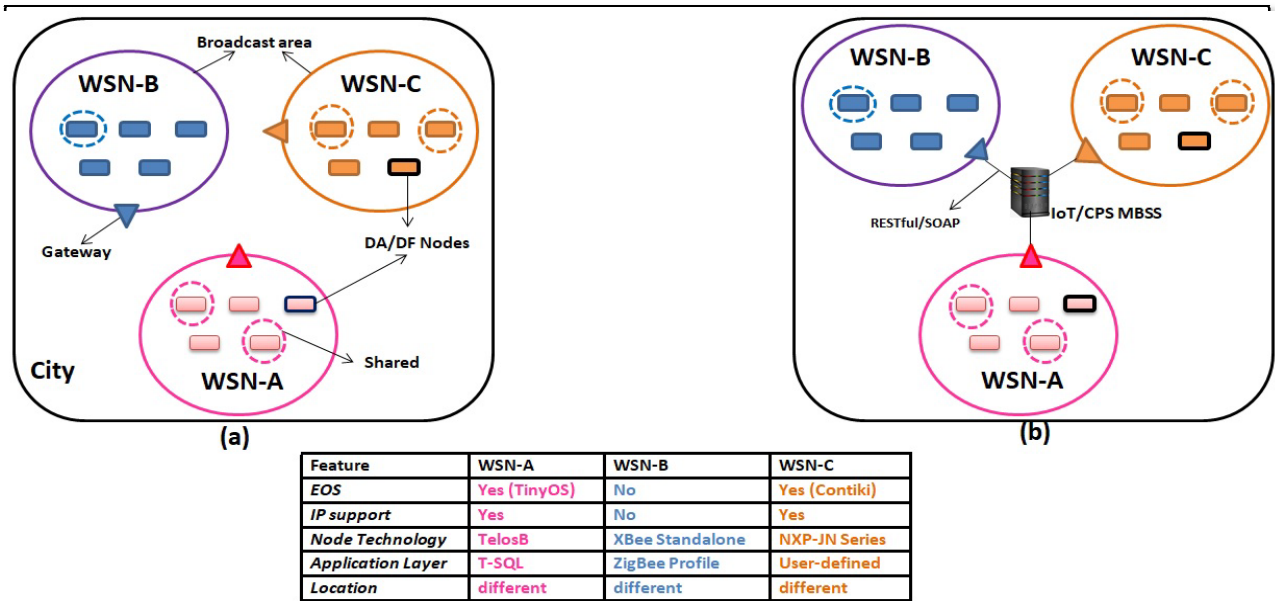 Broadcast area
WSN-B
WSN-C
Gateway
DA/DF Nodes
Shared
WSN-A
City
(a)
WSN-B
WSN-C
RESTful/SOAP
IoT/CPS MBSS
WSN-A
(b)
Feature WSN-A WSN-B WSN-C
EOS Yes (TinyOS) No Yes (Contiki)
IP support Yes No Yes
Node Technology TelosB XBee Standalone NXP-JN Series
Application Layer T-SQL ZigBee Profile User-defined
Location different different different